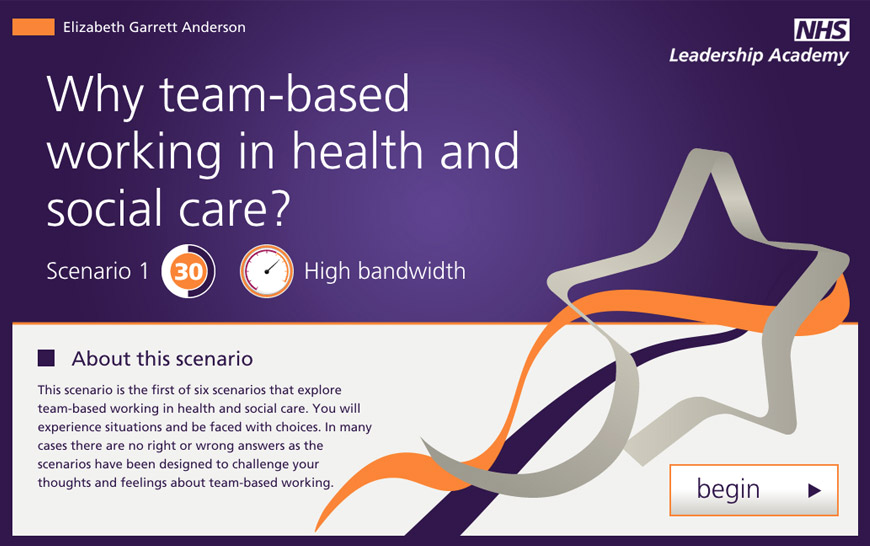 Elizabeth Garrett Anderson
NHS
Leadership Academy
Why team-based
working in health and
social care?
Scenario 1
30
High bandwidth
About this scenario
This scenario is the first of six scenarios that explore
team-based working in health and social care. You will
experience situations and be faced with choices. In many
cases there are no right or wrong answers as the
scenarios have been designed to challenge your
thoughts and feelings about team-based working.
begin